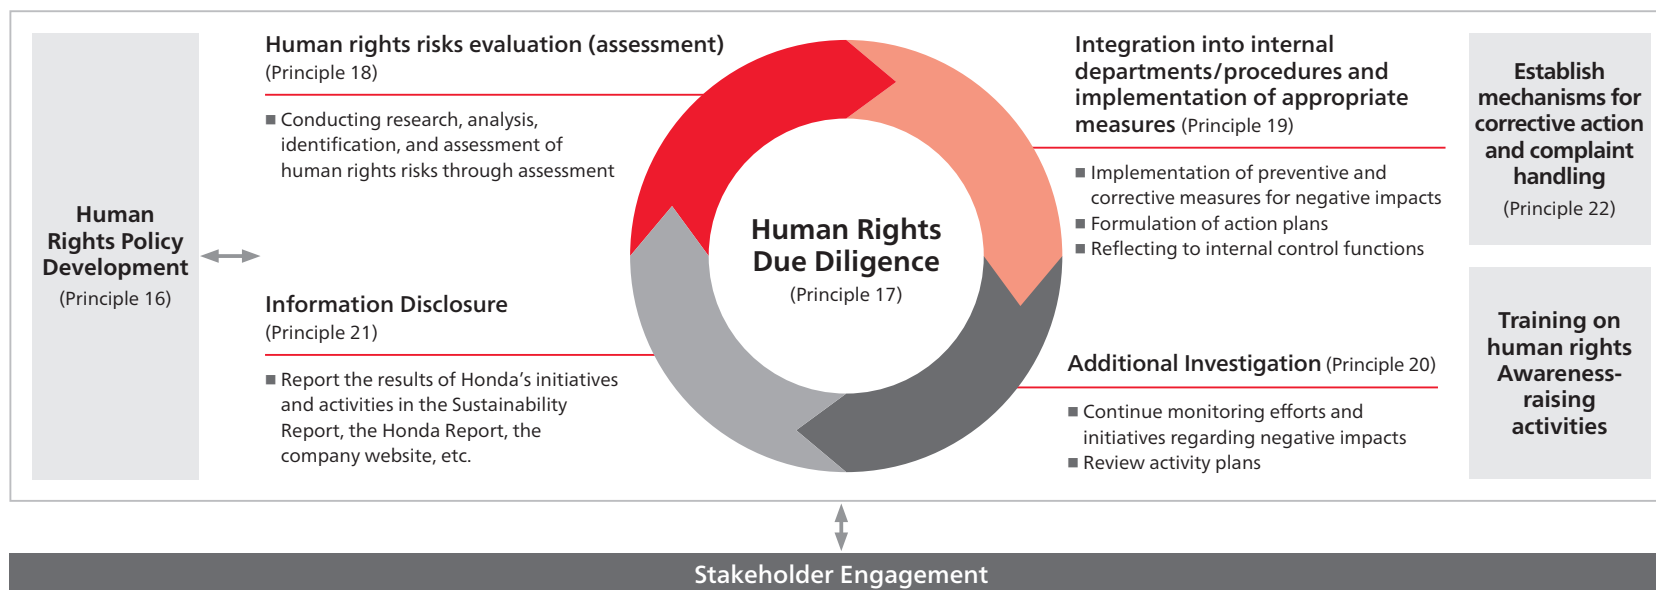 Human
Rights Policy
Development
(Principle 16)
Human rights risks evaluation (assessment)
(Principle 18)
■ Conducting research, analysis,
identification, and assessment of
human rights risks through assessment
Information Disclosure
(Principle 21)
■ Report the results of Honda’s initiatives
and activities in the Sustainability
Report, the Honda Report, the
company website, etc.
Human Rights
Due Diligence
(Principle 17)
Integration into internal
departments/procedures and
implementation of appropriate
measures (Principle 19)
■ Implementation of preventive and
corrective measures for negative impacts
■ Formulation of action plans
■ Reflecting to internal control functions
Additional Investigation (Principle 20)
■ Continue monitoring efforts and
initiatives regarding negative impacts
■ Review activity plans
Establish
mechanisms for
corrective action
and complaint
handling
(Principle 22)
Training on
human rights
Awareness-
raising
activities
Stakeholder Engagement